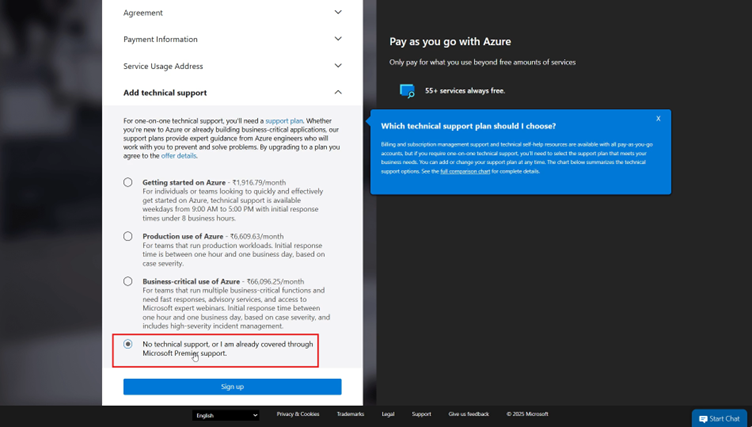 Agreement
Payment Information
Service Usage Address
Add technical support
For one-on-one technical support, you'll need a support plan. Whether
you're new to Azure or already building business-critical applications, our
support plans provide expert guidance from Azure engineers who will
work with you to prevent and solve problems. By upgrading to a plan you
agree to the offer details.
Getting started on Azure - ₹1,916.79/month
For individuals or teams looking to quickly and effectively
get started on Azure, technical support is available
weekdays from 9:00 AM to 5:00 PM with initial response
times under 8 business hours.
Production use of Azure - ₹6,609.63/month
For teams that run production workloads. Initial response
time is between one hour and one business day, based on
case severity.
Business-critical use of Azure - ₹66,096.25/month
For teams that run multiple business-critical functions and
need fast responses, advisory services, and access to
Microsoft expert webinars. Initial response time between
one hour and one business day, based on case severity, and
includes high-severity incident management.
No technical support, or I am already covered through
Microsoft Premier support.
Sign up
Pay as you go with Azure
Only pay for what you use beyond free amounts of services
55+ services always free.
Which technical support plan should I choose?
X
Billing and subscription management support and technical self-help resources are available with all pay-as-you-go
accounts, but if you require one-on-one technical support, you'll need to select the support plan that meets your
business needs. You can add or change your support plan at any time. The chart below summarizes the technical
support options. See the full comparison chart for complete details.
English
Privacy & Cookies
Trademarks
Legal
Support
Give us feedback
© 2025 Microsoft
Start Chat